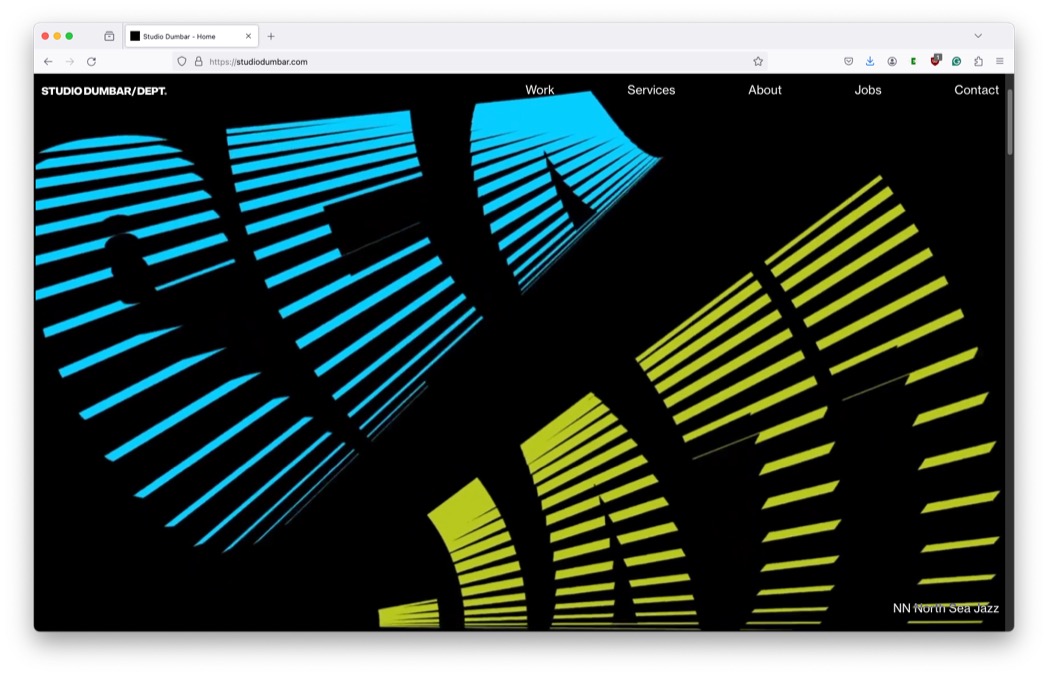 Studio Dumbar - Home
https://studiodumbar.com
STUDIO DUMBAR/DEPT.
Work
Services
About
Jobs
Contact
NN North Sea Jazz